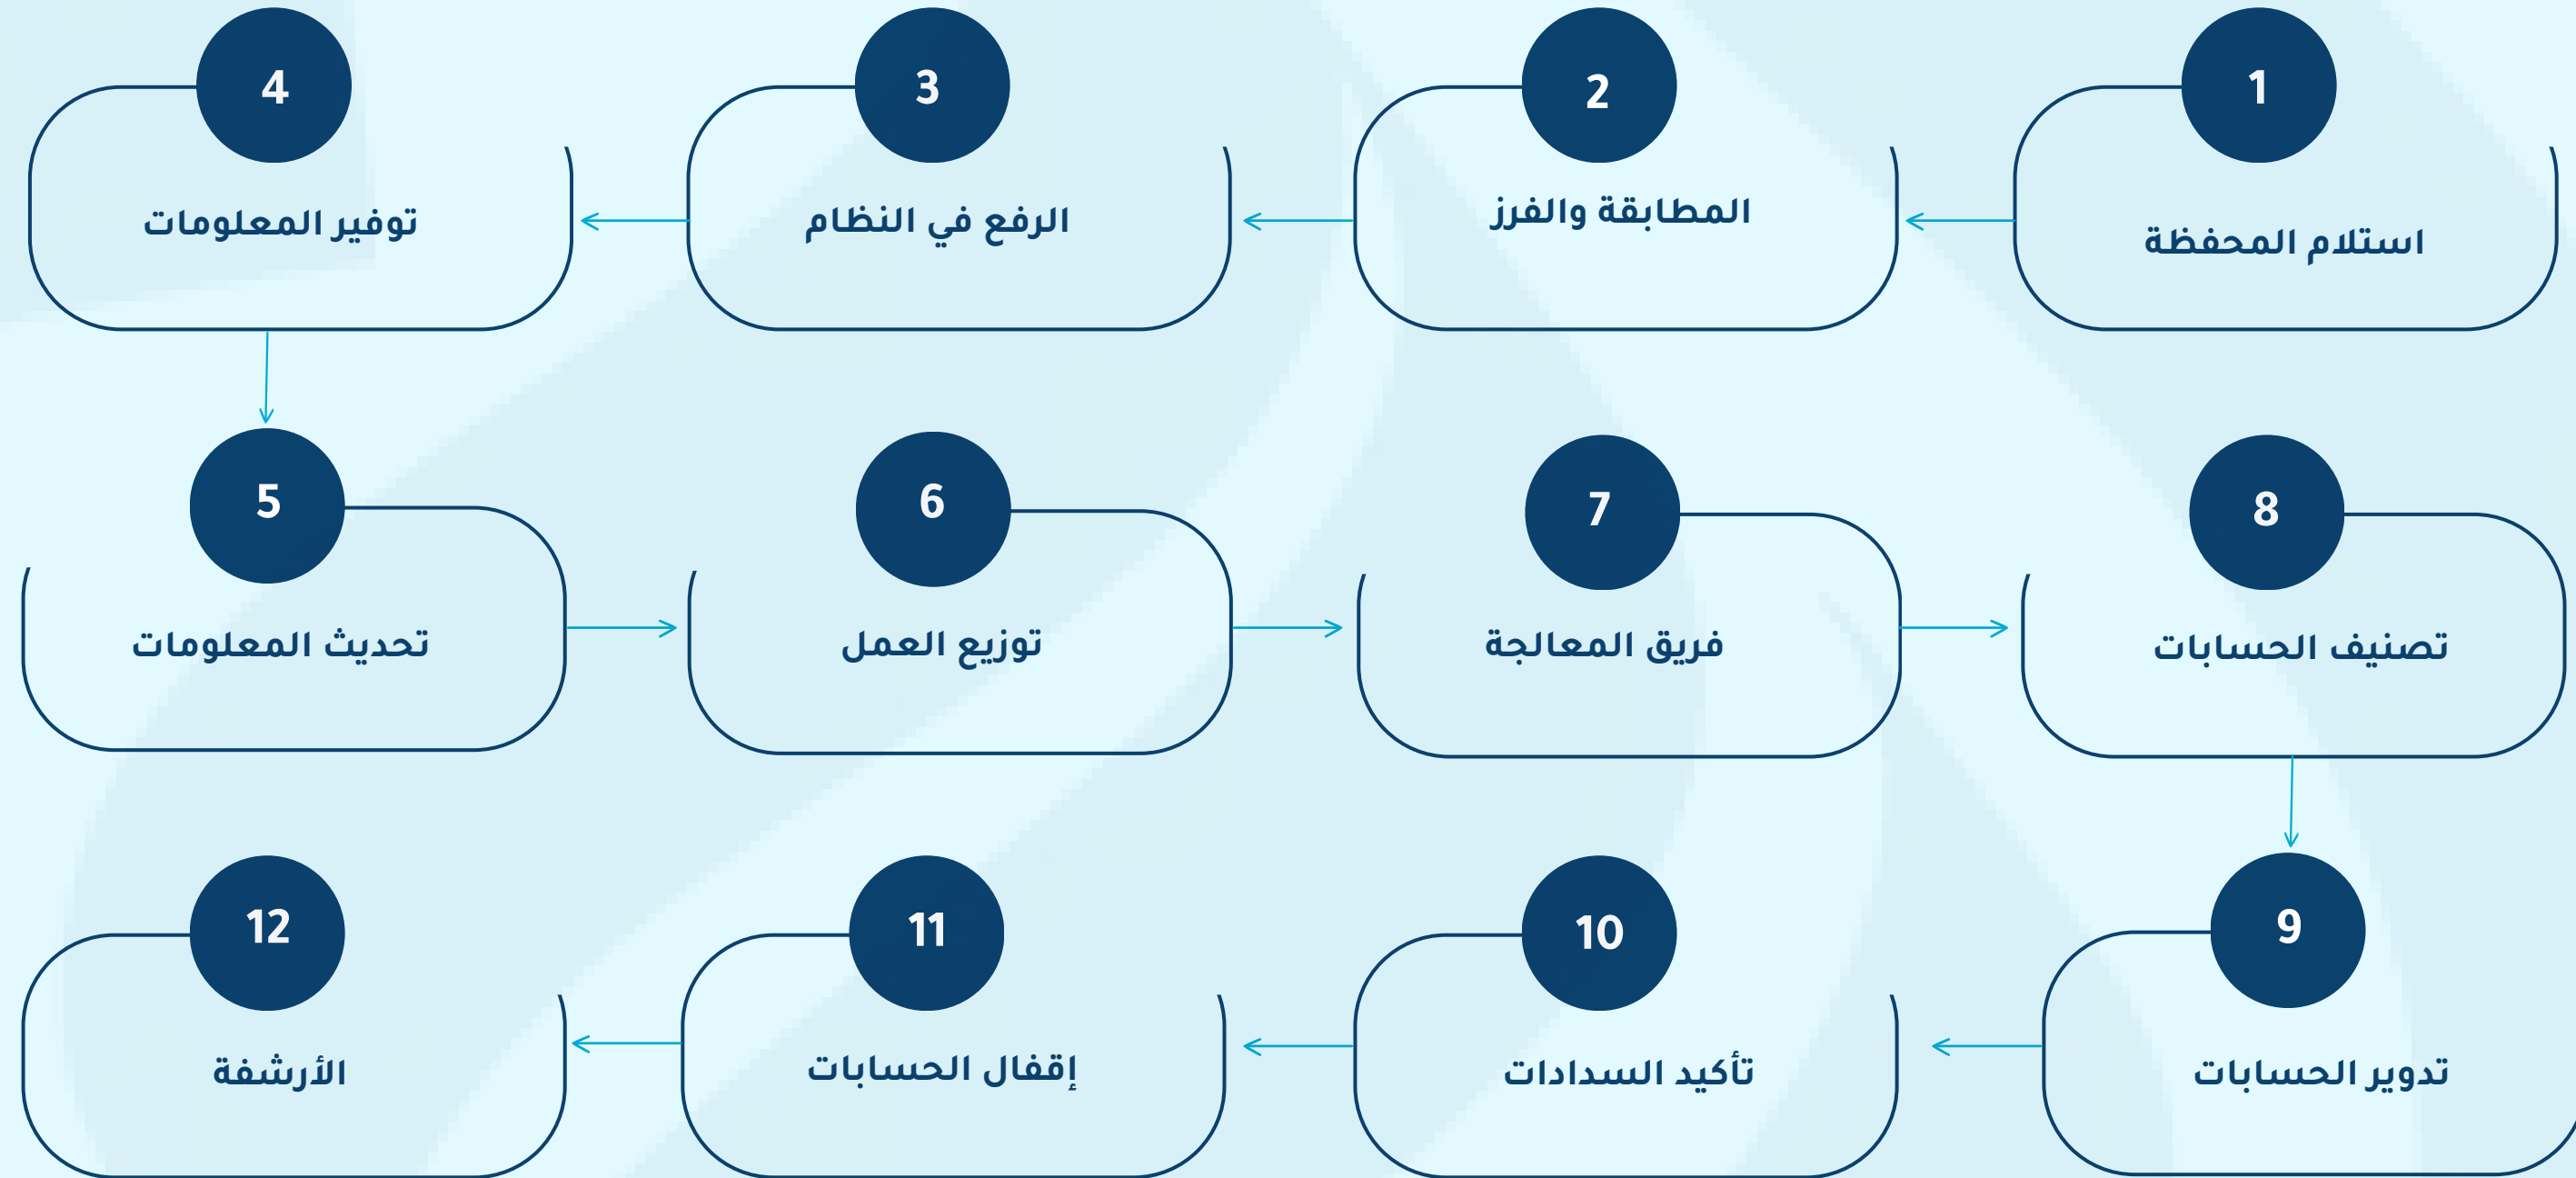 1
استلام المحفظة
2
المطابقة والفرز
3
الرفع في النظام
4
توفير المعلومات
5
تحديث المعلومات
6
توزيع العمل
7
فريق المعالجة
8
تصنيف الحسابات
9
تدوير الحسابات
10
تأكيد السدادات
11
إقفال الحسابات
12
الأرشفة